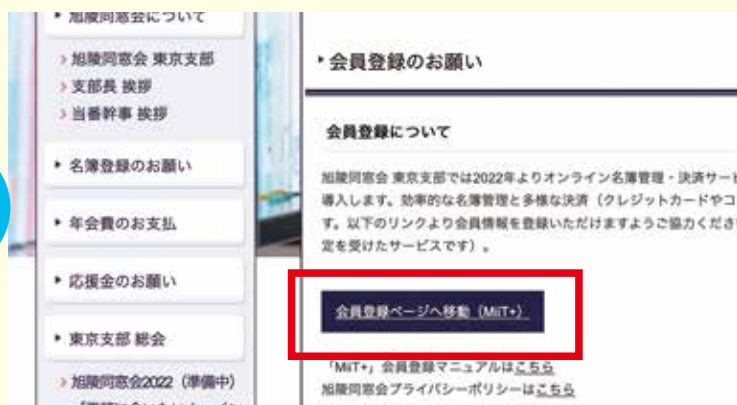 旭陵同窓会について
旭陵同窓会 東京支部
支部長 挨拶
当番幹事 挨拶
名簿登録のお願い
年会費のお支払
応援金のお願い
東京支部 総会
旭陵同窓会2022（準備中）
会員登録のお願い
会員登録について
旭陵同窓会 東京支部では2022年よりオンライン名簿管理・決済サービ
導入します。効率的な名簿管理と多様な決済（クレジットカードやコ
す。以下のリンクより会員情報を登録いただけますようご協力くださ
定を受けたサービスです）。
会員登録ページへ移動（MiiT+）
「MiiT+」会員登録マニュアルはこちら
旭陵同窓会プライバシーポリシーはこちら